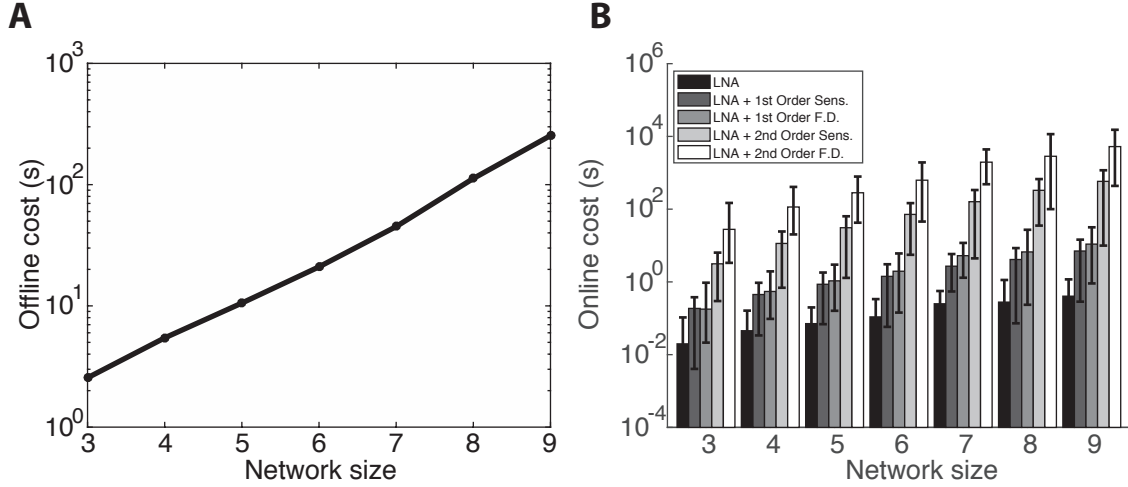 A
Offline cost (s)
10^3
10^2
10^1
10^0
3 4 5 6 7 8 9
Network size
B
Online cost (s)
10^6
10^4
10^2
10^0
10^-2
10^-4
LNA
LNA + 1st Order Sens.
LNA + 1st Order F.D.
LNA + 2nd Order Sens.
LNA + 2nd Order F.D.
3 4 5 6 7 8 9
Network size